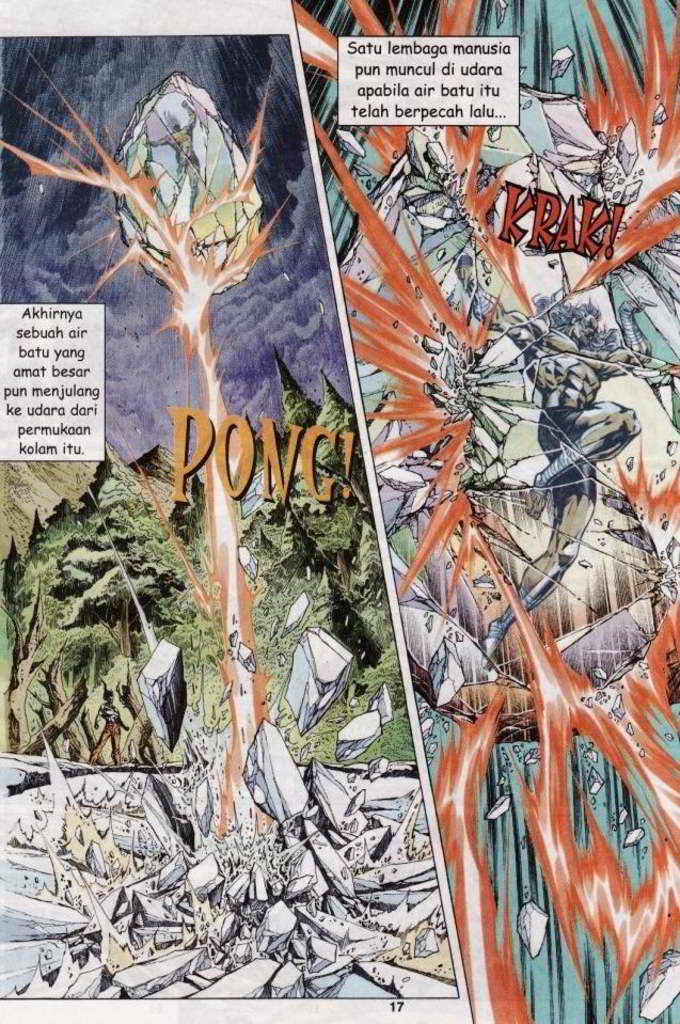 Akhirnya
sebuah air
batu yang
amat besar
pun menjulang
ke udara dari
permukaan
kolam itu.
PONG!
Satu lembaga manusia
pun muncul di udara
apabila air batu itu
telah berpecah lalu...
KRAK!
17